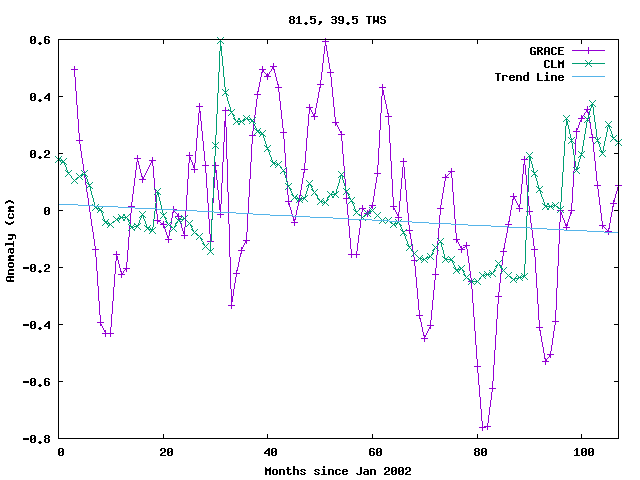 81.5, 39.5 TWS
GRACE
CLM
Trend Line
0.6
0.4
0.2
0
-0.2
-0.4
-0.6
-0.8
Anomaly (cm)
0 20 40 60 80 100
Months since Jan 2002